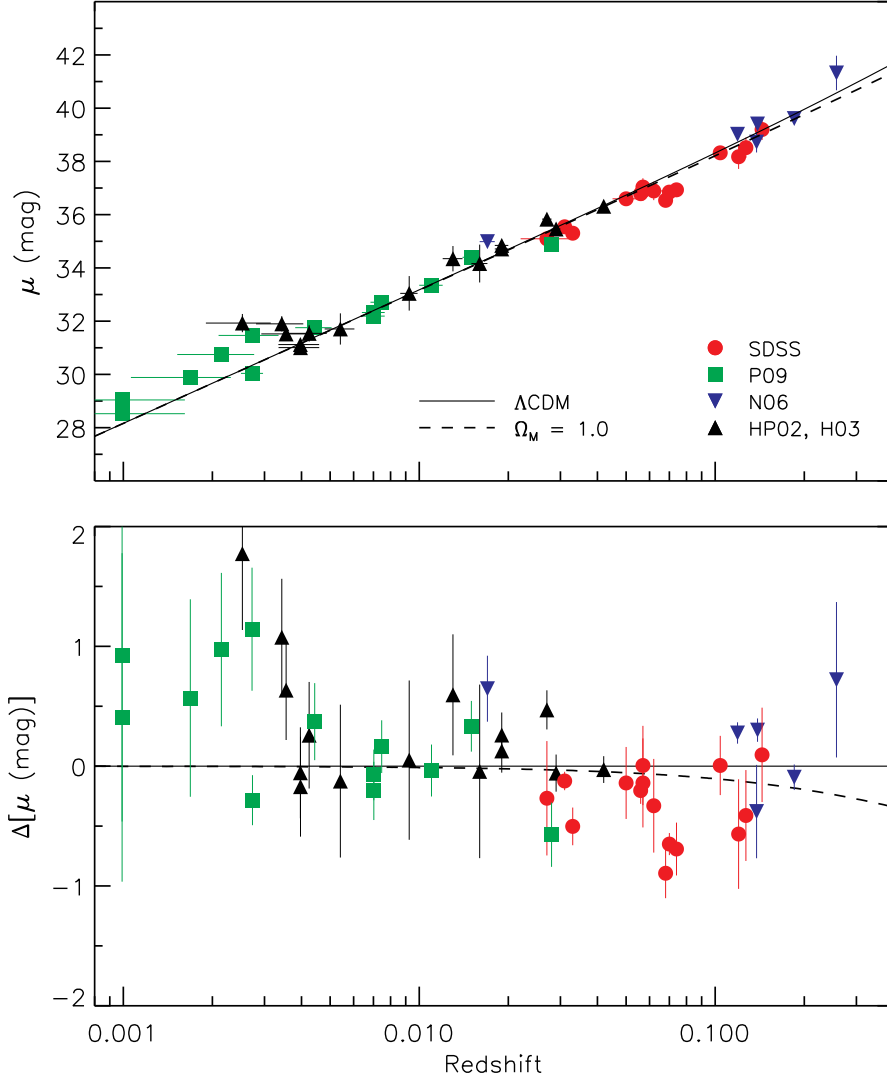 42
40
38
36
34
32
30
28
μ (mag)
SDSS
P09
N06
HP02, H03
ΛCDM
Ω_M = 1.0
2
1
0
−1
−2
Δ[μ (mag)]
0.001
0.010
0.100
Redshift